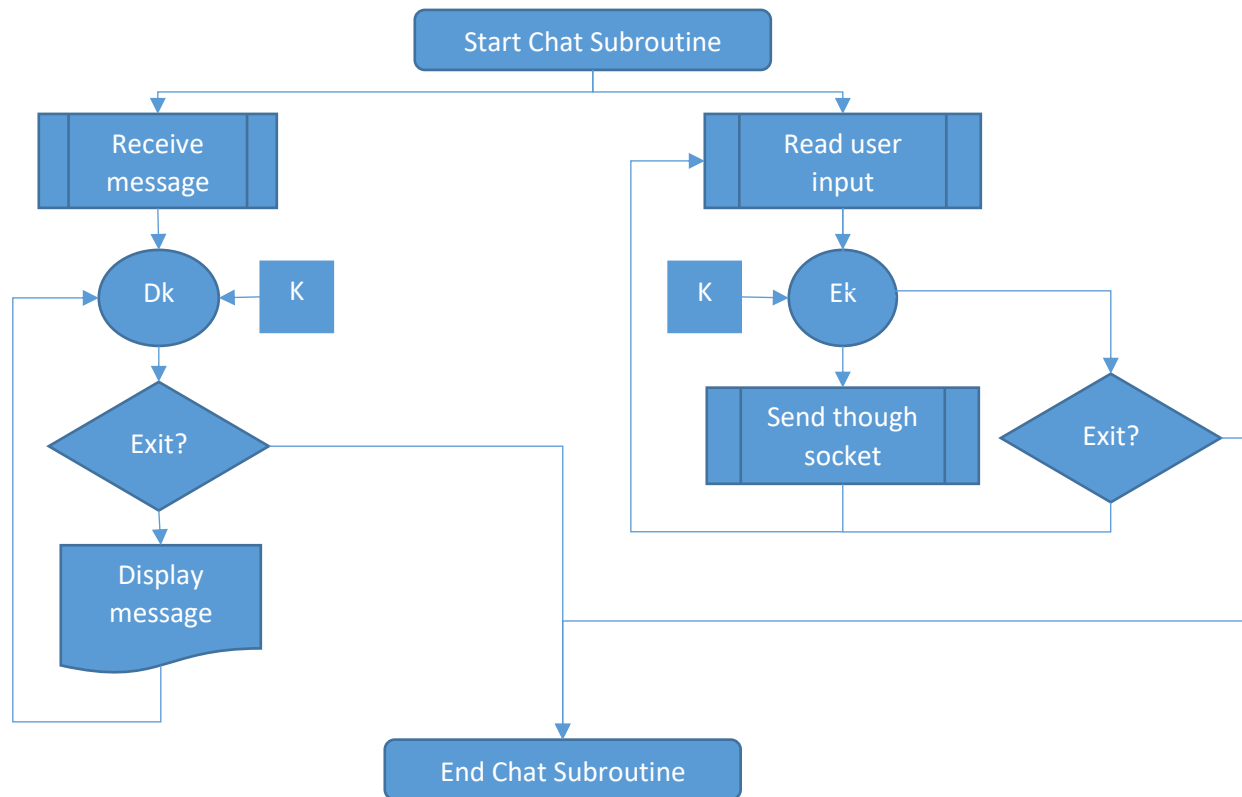 Start Chat Subroutine
Receive
message
Read user
input
Dk
K
K
Ek
Exit?
Send though
socket
Exit?
Display
message
End Chat Subroutine